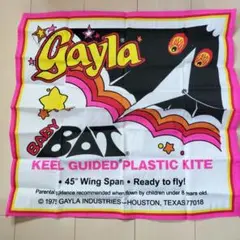 Gayla
BABY
BAT
KEEL GUIDED PLASTIC KITE
• 45" Wing Span • Ready to fly!
Parental guidance recommended when flown by children under 8 years old.
© 1975 GAYLA INDUSTRIES—HOUSTON, TEXAS 77018